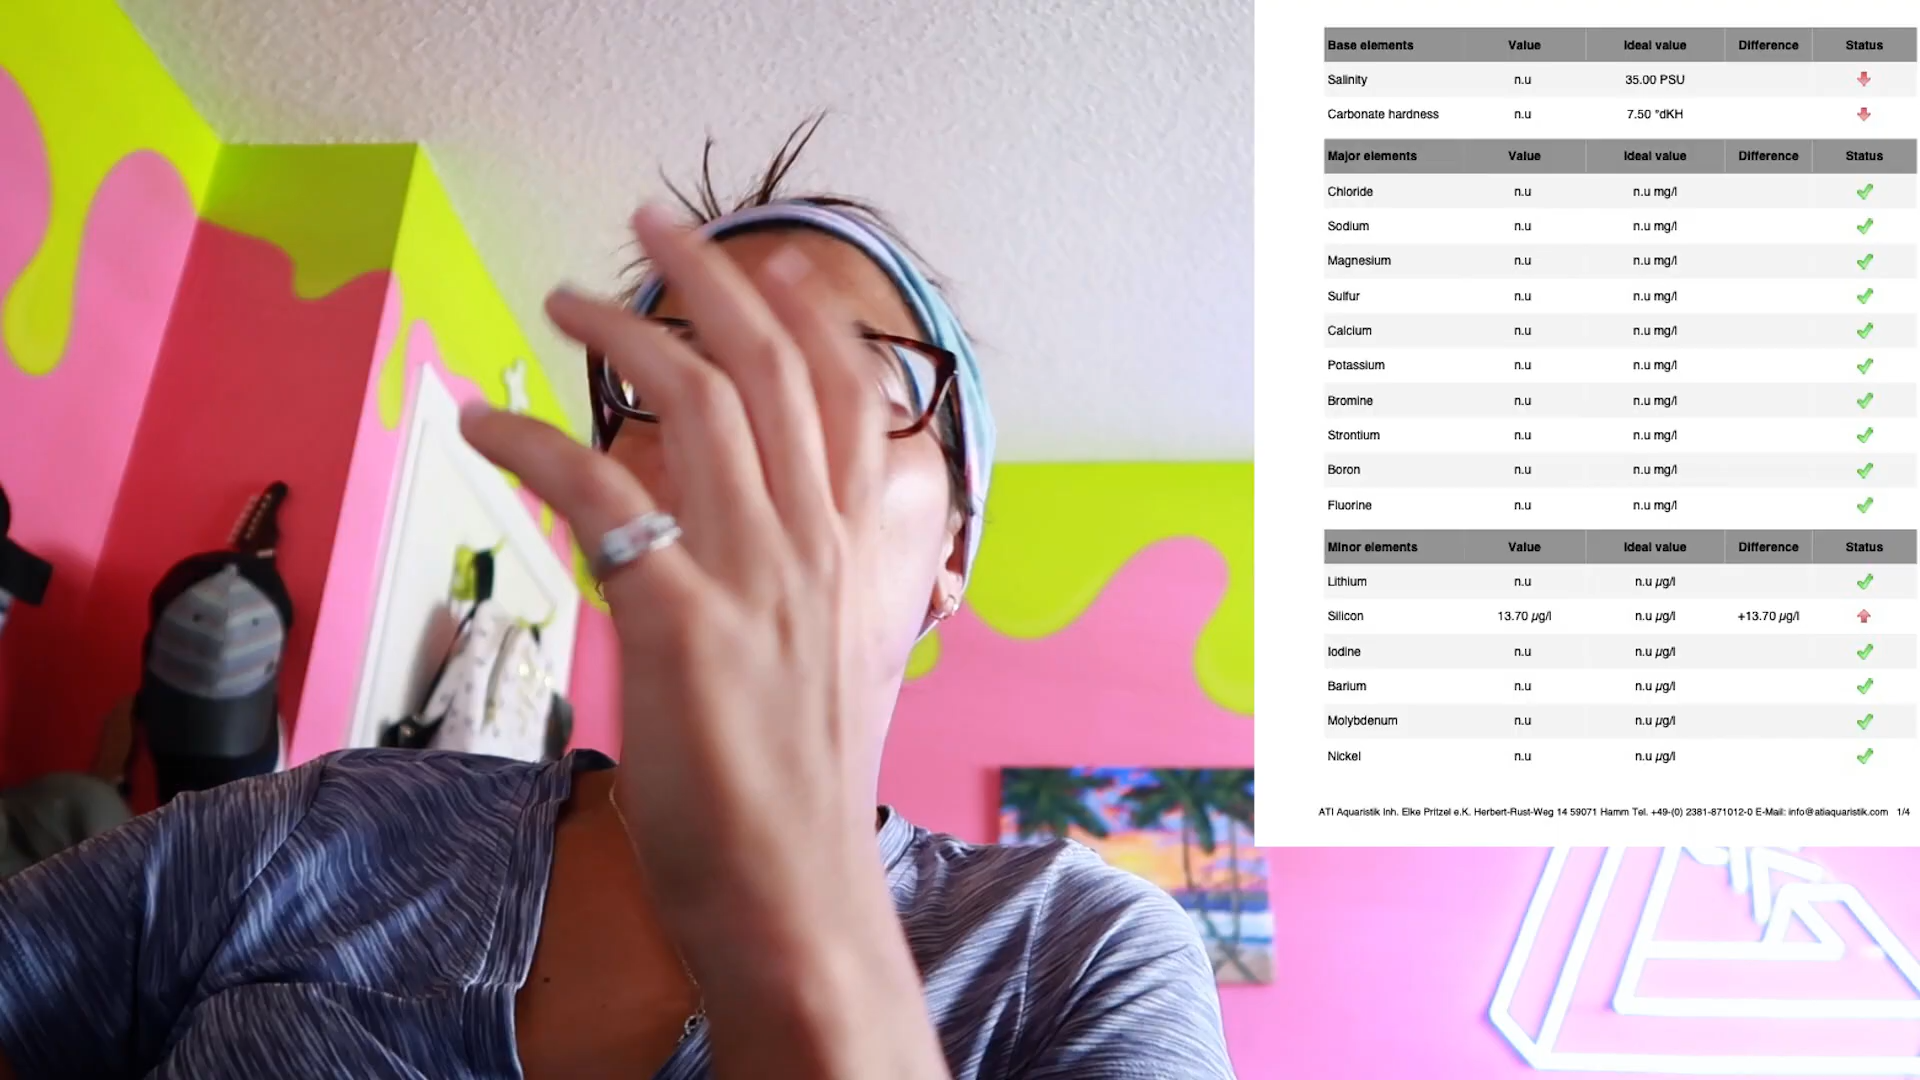 Base elements Value Ideal value Difference Status
Salinity n.u 35.00 PSU
Carbonate hardness n.u 7.50 °dKH
Major elements Value Ideal value Difference Status
Chloride n.u n.u mg/l
Sodium n.u n.u mg/l
Magnesium n.u n.u mg/l
Sulfur n.u n.u mg/l
Calcium n.u n.u mg/l
Potassium n.u n.u mg/l
Bromine n.u n.u mg/l
Strontium n.u n.u mg/l
Boron n.u n.u mg/l
Fluorine n.u n.u mg/l
Minor elements Value Ideal value Difference Status
Lithium n.u n.u µg/l
Silicon 13.70 µg/l n.u µg/l +13.70 µg/l
Iodine n.u n.u µg/l
Barium n.u n.u µg/l
Molybdenum n.u n.u µg/l
Nickel n.u n.u µg/l
ATI Aquaristik Inh. Elke Pritzel e.K. Herbert-Rust-Weg 14 59071 Hamm Tel. +49-(0) 2381-871012-0 E-Mail: info@atiaquaristik.com 1/4